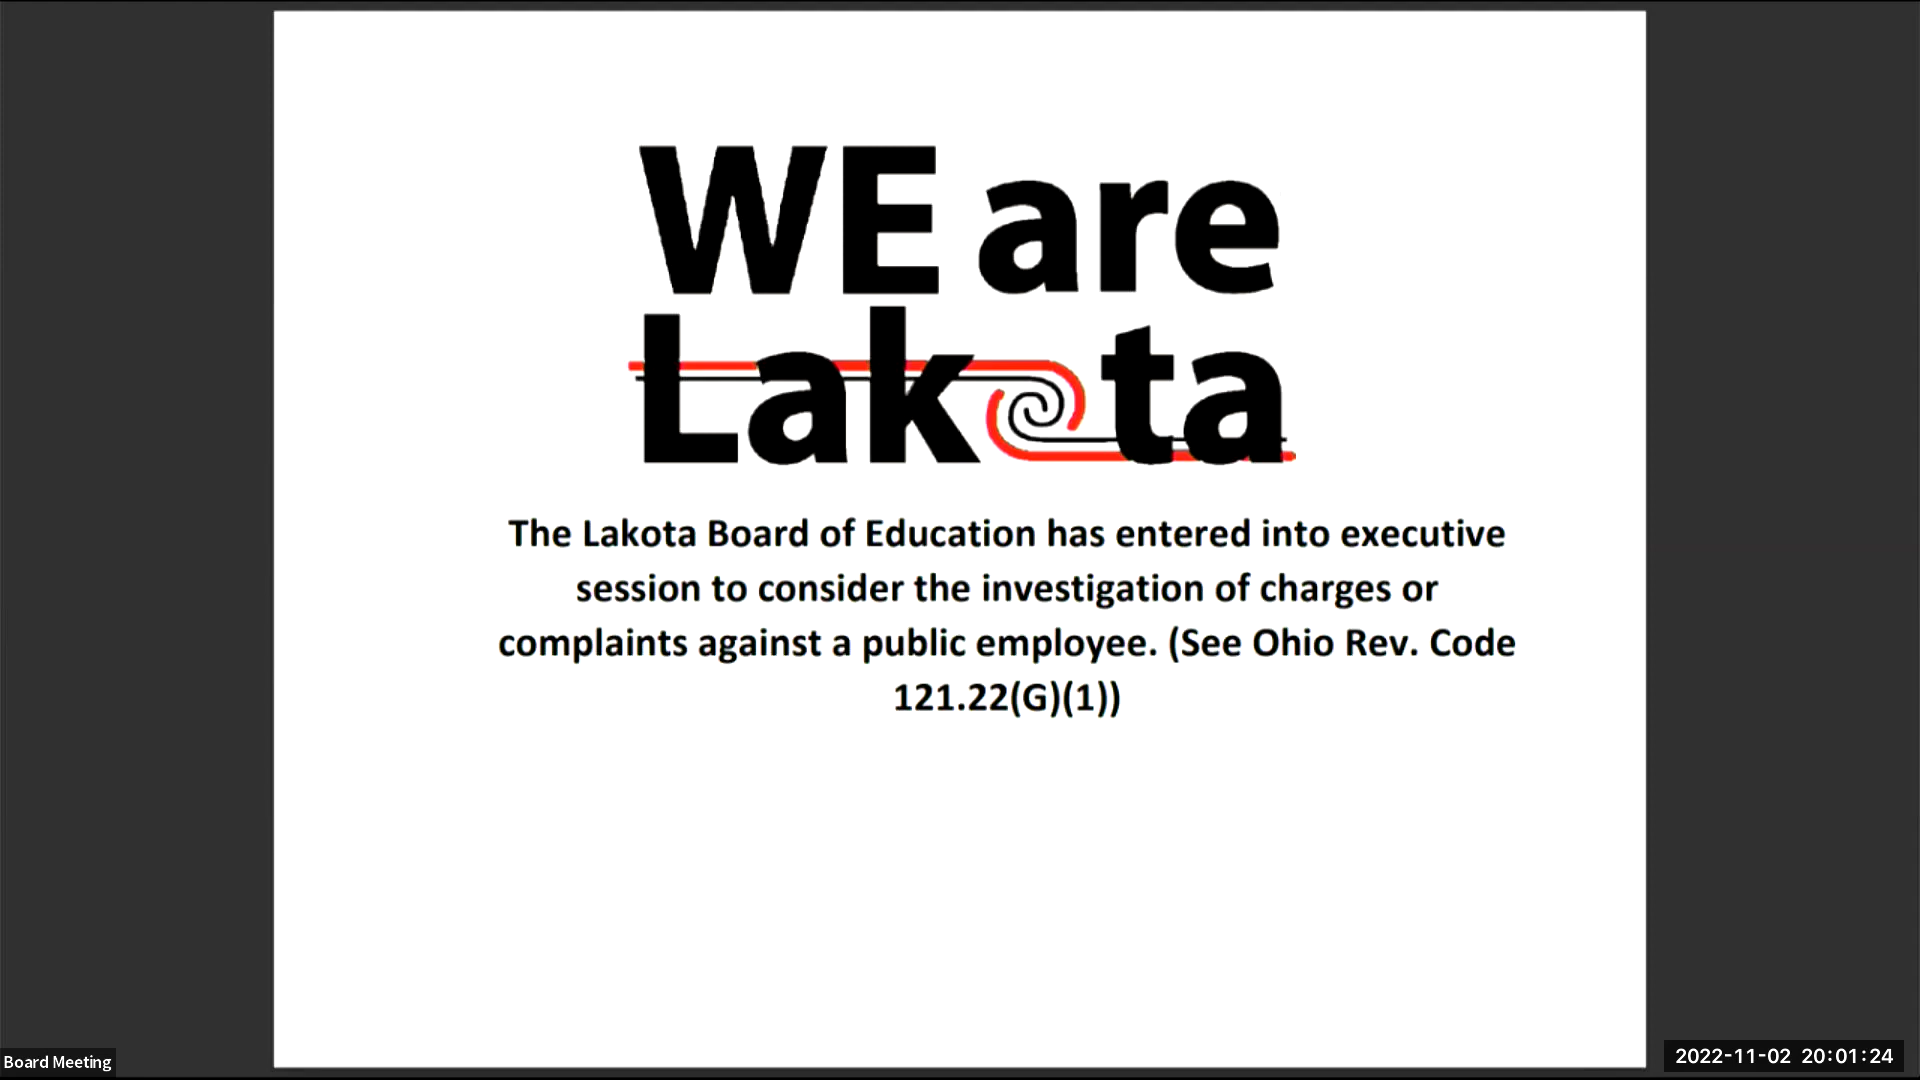 WE are
Lakota
The Lakota Board of Education has entered into executive
session to consider the investigation of charges or
complaints against a public employee. (See Ohio Rev. Code
121.22(G)(1))
Board Meeting
2022-11-02 20:01:24